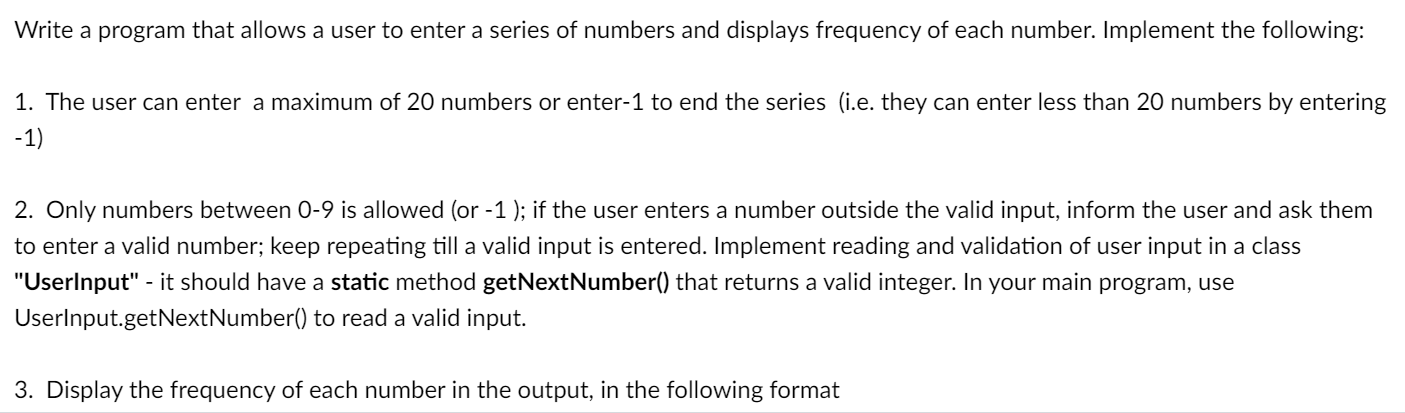 Write a program that allows a user to enter a series of numbers and displays frequency of each number. Implement the following:
1. The user can enter a maximum of 20 numbers or enter-1 to end the series (i.e. they can enter less than 20 numbers by entering
-1)
2. Only numbers between 0-9 is allowed (or -1 ); if the user enters a number outside the valid input, inform the user and ask them
to enter a valid number; keep repeating till a valid input is entered. Implement reading and validation of user input in a class
"UserInput" - it should have a static method getNextNumber() that returns a valid integer. In your main program, use
UserInput.getNextNumber() to read a valid input.
3. Display the frequency of each number in the output, in the following format